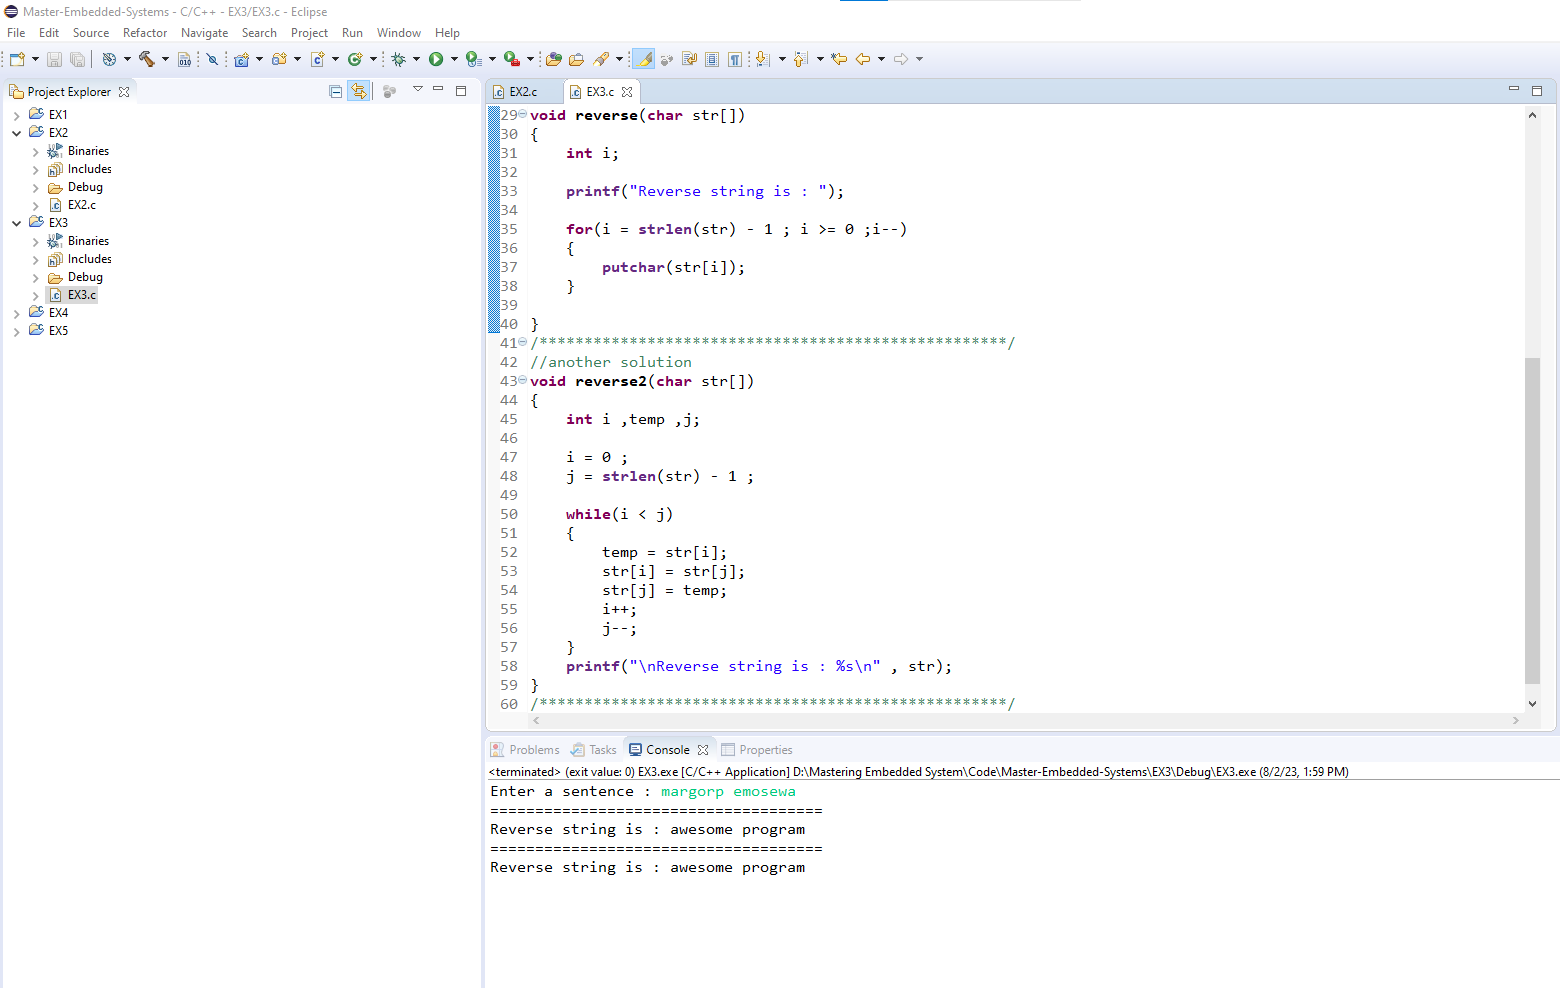 Master-Embedded-Systems - C/C++ - EX3/EX3.c - Eclipse
File Edit Source Refactor Navigate Search Project Run Window Help
Project Explorer
EX1
EX2
Binaries
Includes
Debug
EX2.c
EX3
Binaries
Includes
Debug
EX3.c
EX4
EX5
EX2.c EX3.c
29 void reverse(char str[])
30 {
31     int i;
32
33     printf("Reverse string is : ");
34
35     for(i = strlen(str) - 1 ; i >= 0 ;i--)
36     {
37         putchar(str[i]);
38     }
39
40 }
41 /****************************************************/
42 //another solution
43 void reverse2(char str[])
44 {
45     int i ,temp ,j;
46
47     i = 0 ;
48     j = strlen(str) - 1 ;
49
50     while(i < j)
51     {
52         temp = str[i];
53         str[i] = str[j];
54         str[j] = temp;
55         i++;
56         j--;
57     }
58     printf("\nReverse string is : %s\n" , str);
59 }
60 /****************************************************/
Problems Tasks Console Properties
<terminated> (exit value: 0) EX3.exe [C/C++ Application] D:\Mastering Embedded System\Code\Master-Embedded-Systems\EX3\Debug\EX3.exe (8/2/23, 1:59 PM)
Enter a sentence : margorp emosewa
=====================================
Reverse string is : awesome program
=====================================
Reverse string is : awesome program